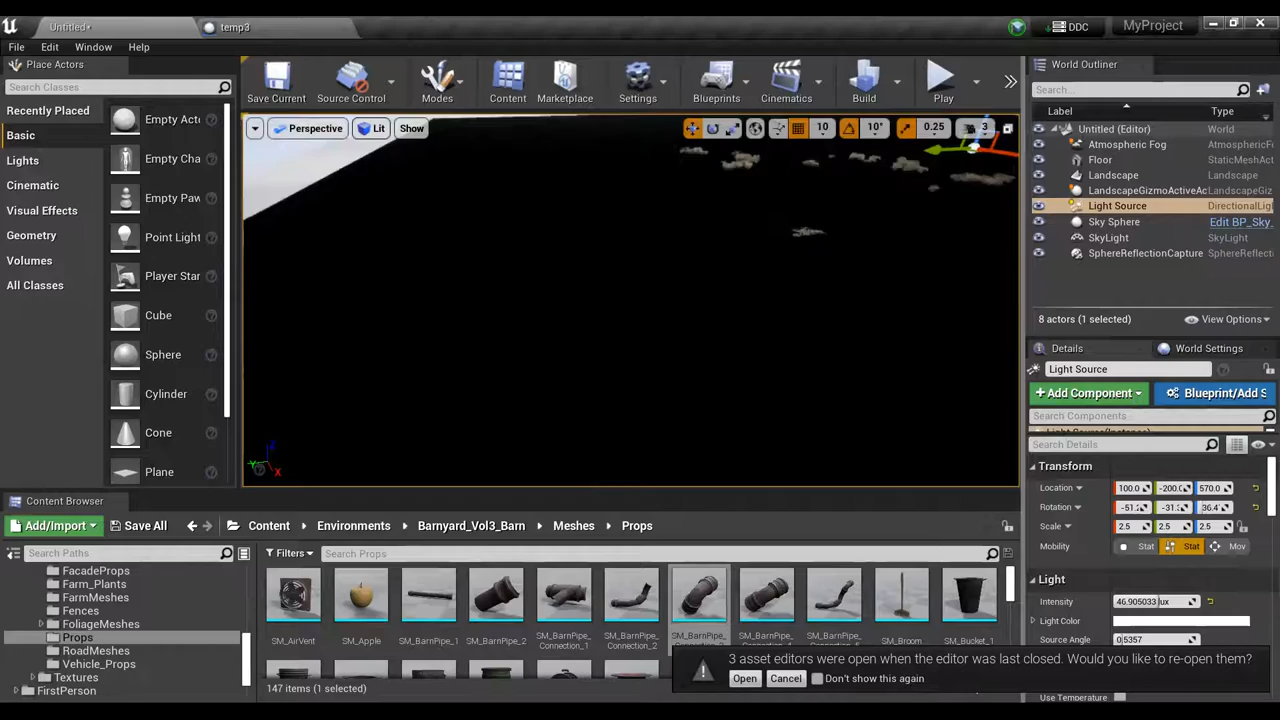 Untitled*
temp3
DDC
MyProject
File Edit Window Help
Place Actors
Search Classes
Recently Placed
Basic
Lights
Cinematic
Visual Effects
Geometry
Volumes
All Classes
Empty Acto
Empty Cha
Empty Paw
Point Light
Player Star
Cube
Sphere
Cylinder
Cone
Plane
Save Current
Source Control
Modes
Content
Marketplace
Settings
Blueprints
Cinematics
Build
Play
Perspective
Lit
Show
10
10°
0.25
3
X
World Outliner
Search...
Label Type
Untitled (Editor) World
Atmospheric Fog Atmospheric
Floor StaticMeshAct
Landscape Landscape
LandscapeGizmoActiveAc LandscapeGiz
Light Source DirectionalLig
Sky Sphere Edit BP_Sky_
SkyLight SkyLight
SphereReflectionCapture SphereReflecti
8 actors (1 selected)
View Options
Details
World Settings
Light Source
+Add Component
Blueprint/Add S
Search Components
Search Details
Transform
Location 100.0 -200.0 570.0
Rotation
Scale 2.5 2.5 2.5
Mobility Stat Stat Mov
Light
Intensity 46.905033 lux
Light Color
Source Angle 0.5357
Use Temperature
Content Browser
Add/Import
Save All
Content
Environments
Barnyard_Vol3_Barn
Meshes
Props
Search Paths
Filters
Search Props
FacadeProps
Farm_Plants
FarmMeshes
Fences
FoliageMeshes
Props
RoadMeshes
Vehicle_Props
Textures
FirstPerson
SM_AirVent
SM_Apple
SM_BarnPipe_1
SM_BarnPipe_2
SM_BarnPipe_
Connection_1
SM_BarnPipe_
Connection_2
SM_BarnPipe_
SM_BarnPipe_
SM_BarnPipe_
SM_Broom
SM_Bucket_1
147 items (1 selected)
3 asset editors were open when the editor was last closed. Would you like to re-open them?
Open
Cancel
Don't show this again